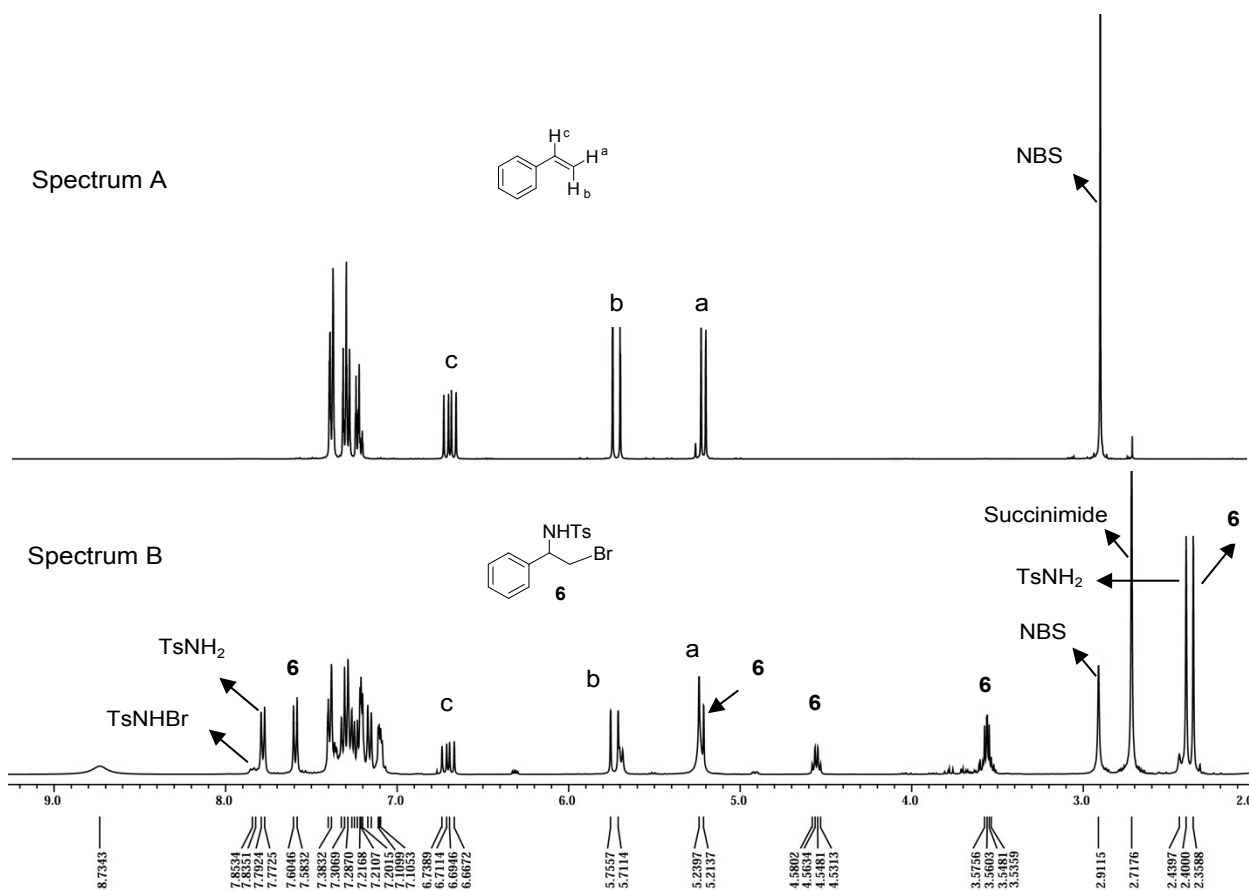 Spectrum A
H c
H a
H b
NBS
c
b
a
Spectrum B
NHTs
Br
6
TsNHBr
TsNH₂
6
c
b
a
6
6
6
NBS
TsNH₂
Succinimide
6
9.0 8.0 7.0 6.0 5.0 4.0 3.0 2.0
8.7343 7.8534 7.8351 7.7924 7.7725 7.6046 7.5832 7.3832 7.3069 7.2870 7.2168 7.2107 7.2015 7.1099 7.1053 6.7389 6.7114 6.6946 6.6672 5.7557 5.7114 5.2397 5.2137 4.5802 4.5634 4.5481 4.5313 3.5756 3.5603 3.5481 3.5359 2.9115 2.7176 2.4397 2.4000 2.3588